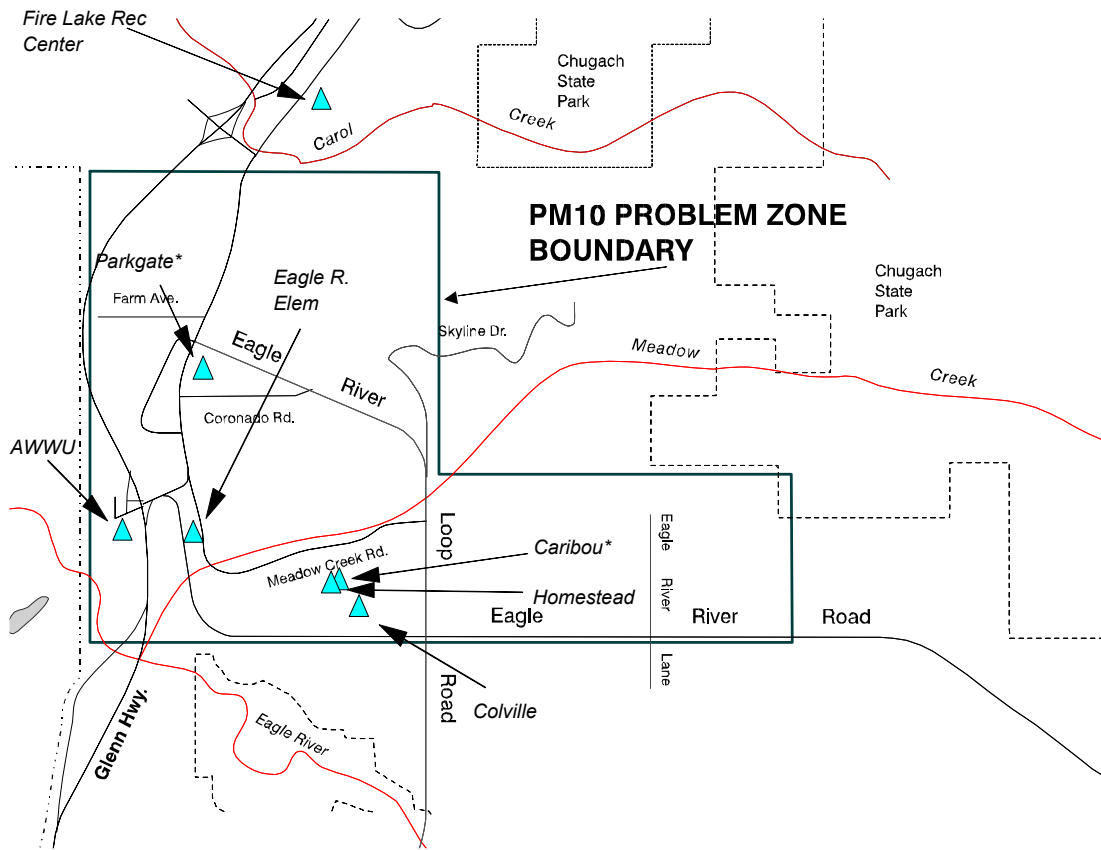 Fire Lake Rec
Center
Chugach
State
Park
Carol
Creek
PM10 PROBLEM ZONE
BOUNDARY
Parkgate*
Eagle R.
Elem
Farm Ave.
Chugach
State
Park
Skyline Dr.
Eagle
River
Meadow
Creek
Coronado Rd.
AWWU
Loop
Road
Eagle
River
Lane
Meadow Creek Rd.
Caribou*
Homestead
Eagle
River
Road
Colville
Glenn Hwy.
Eagle River